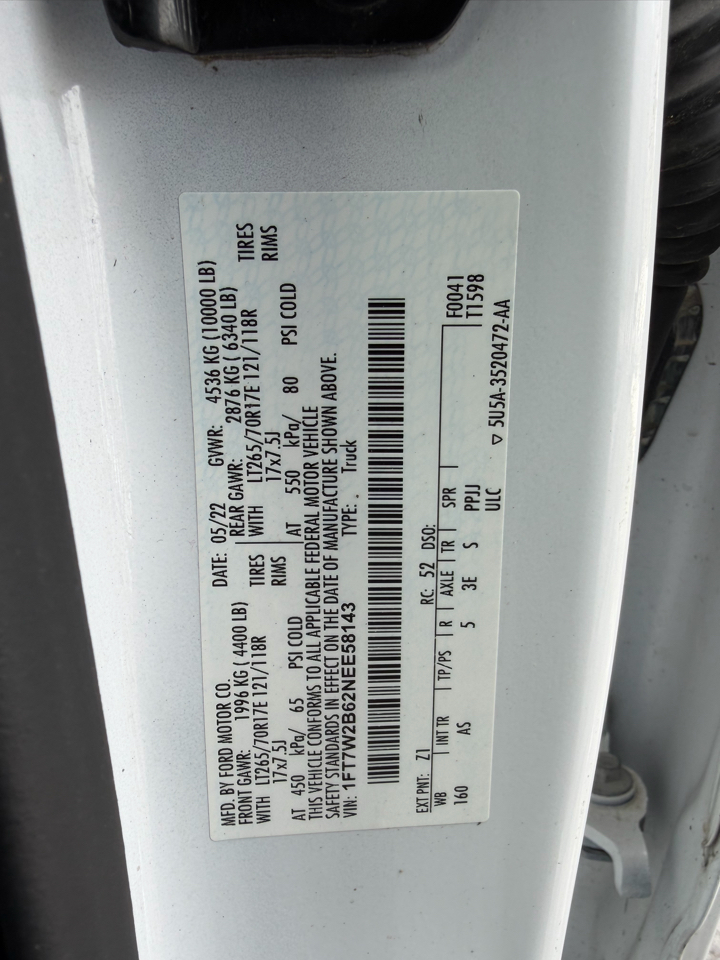 MFD. BY FORD MOTOR CO. DATE: 05/22 GVWR: 4536 KG (10000 LB)
FRONT GAWR: 1996 KG ( 4400 LB) REAR GAWR: 2876 KG ( 6340 LB)
WITH LT265/70R17E 121/118R TIRES WITH LT265/70R17E 121/118R TIRES
17x7.5J RIMS 17x7.5J RIMS
AT 450 kPa/ 65 PSI COLD AT 550 kPa/ 80 PSI COLD
THIS VEHICLE CONFORMS TO ALL APPLICABLE FEDERAL MOTOR VEHICLE
SAFETY STANDARDS IN EFFECT ON THE DATE OF MANUFACTURE SHOWN ABOVE.
VIN: 1FT7W2B62NEE58143 TYPE: Truck
EXT PNT: Z1 RC: 52 DSO: F0041
WB INT TR TP/PS R AXLE TR SPR T1598
160 AS 5 3E S PPJJ
ULC ▽ 5U5A-3520472-AA